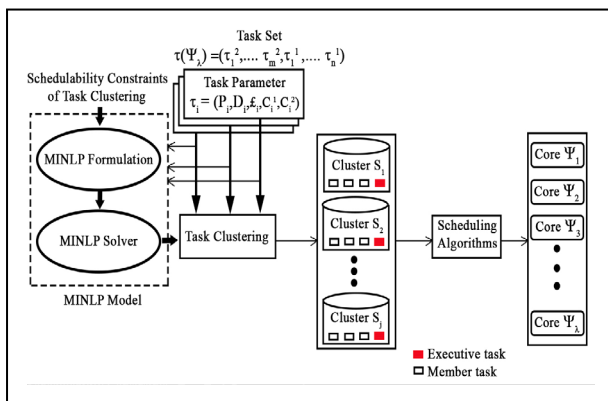 Task Set
τ(Ψλ) =(τ₁²,.... τₘ²,τ₁¹,.... τₙ¹)
Schedulability Constraints
of Task Clustering
Task Parameter
τᵢ = (Pᵢ,Dᵢ,£ᵢ,Cᵢ¹,Cᵢ²)
MINLP Formulation
MINLP Solver
MINLP Model
Task Clustering
Cluster S₁
Cluster S₂
Cluster Sⱼ
Scheduling
Algorithms
Core Ψ₁
Core Ψ₂
Core Ψ₃
Core Ψλ
Executive task
Member task